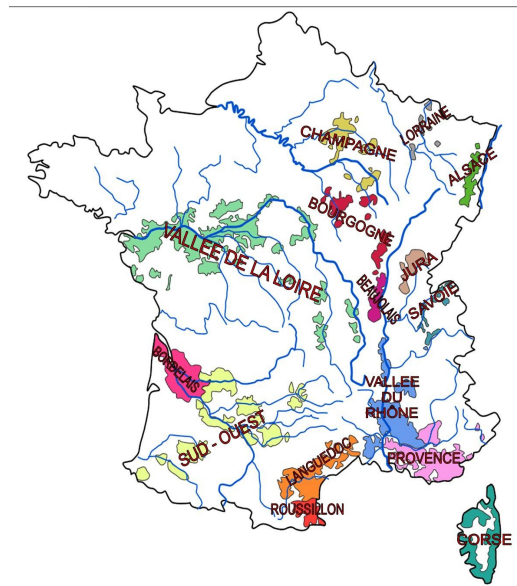 CHAMPAGNE
LORRAINE
ALSACE
BOURGOGNE
VALLEE DE LA LOIRE
JURA
BEAUJOLAIS
SAVOIE
BORDELAIS
VALLEE
DU
RHÔNE
SUD - OUEST
LANGUEDOC
PROVENCE
ROUSSILLON
CORSE